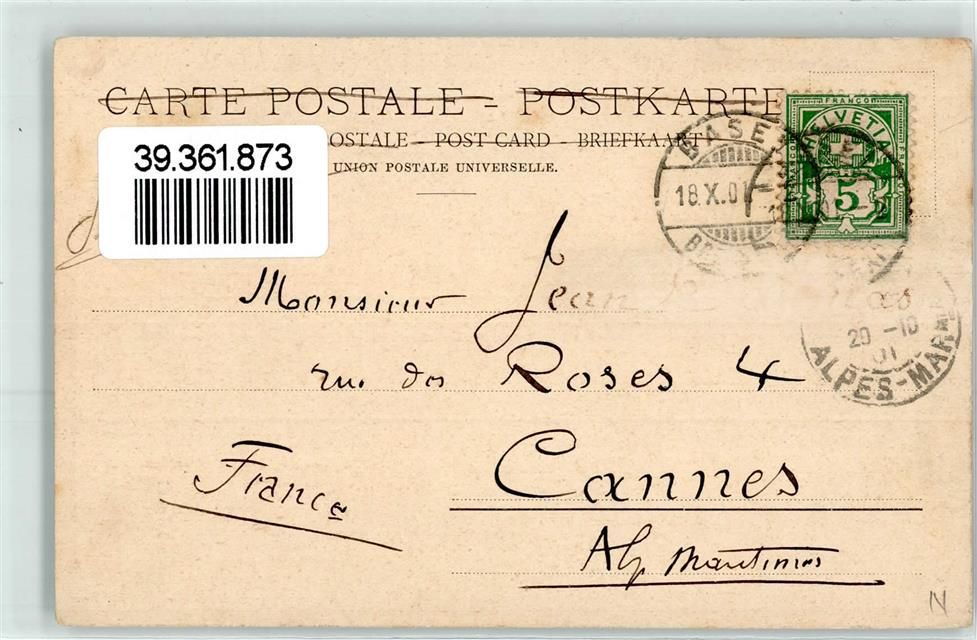 CARTE POSTALE - POSTKARTE
POSTALE - POST CARD - BRIEFKAART
UNION POSTALE UNIVERSELLE.
39.361.873
FRANCO
HELVETIA
5
BASEL
18.X.01
20 -10
01
ALPES-MARMES
Monsieur Jean
rue des Roses 4
Cannes
France
Alp Maritimes
N